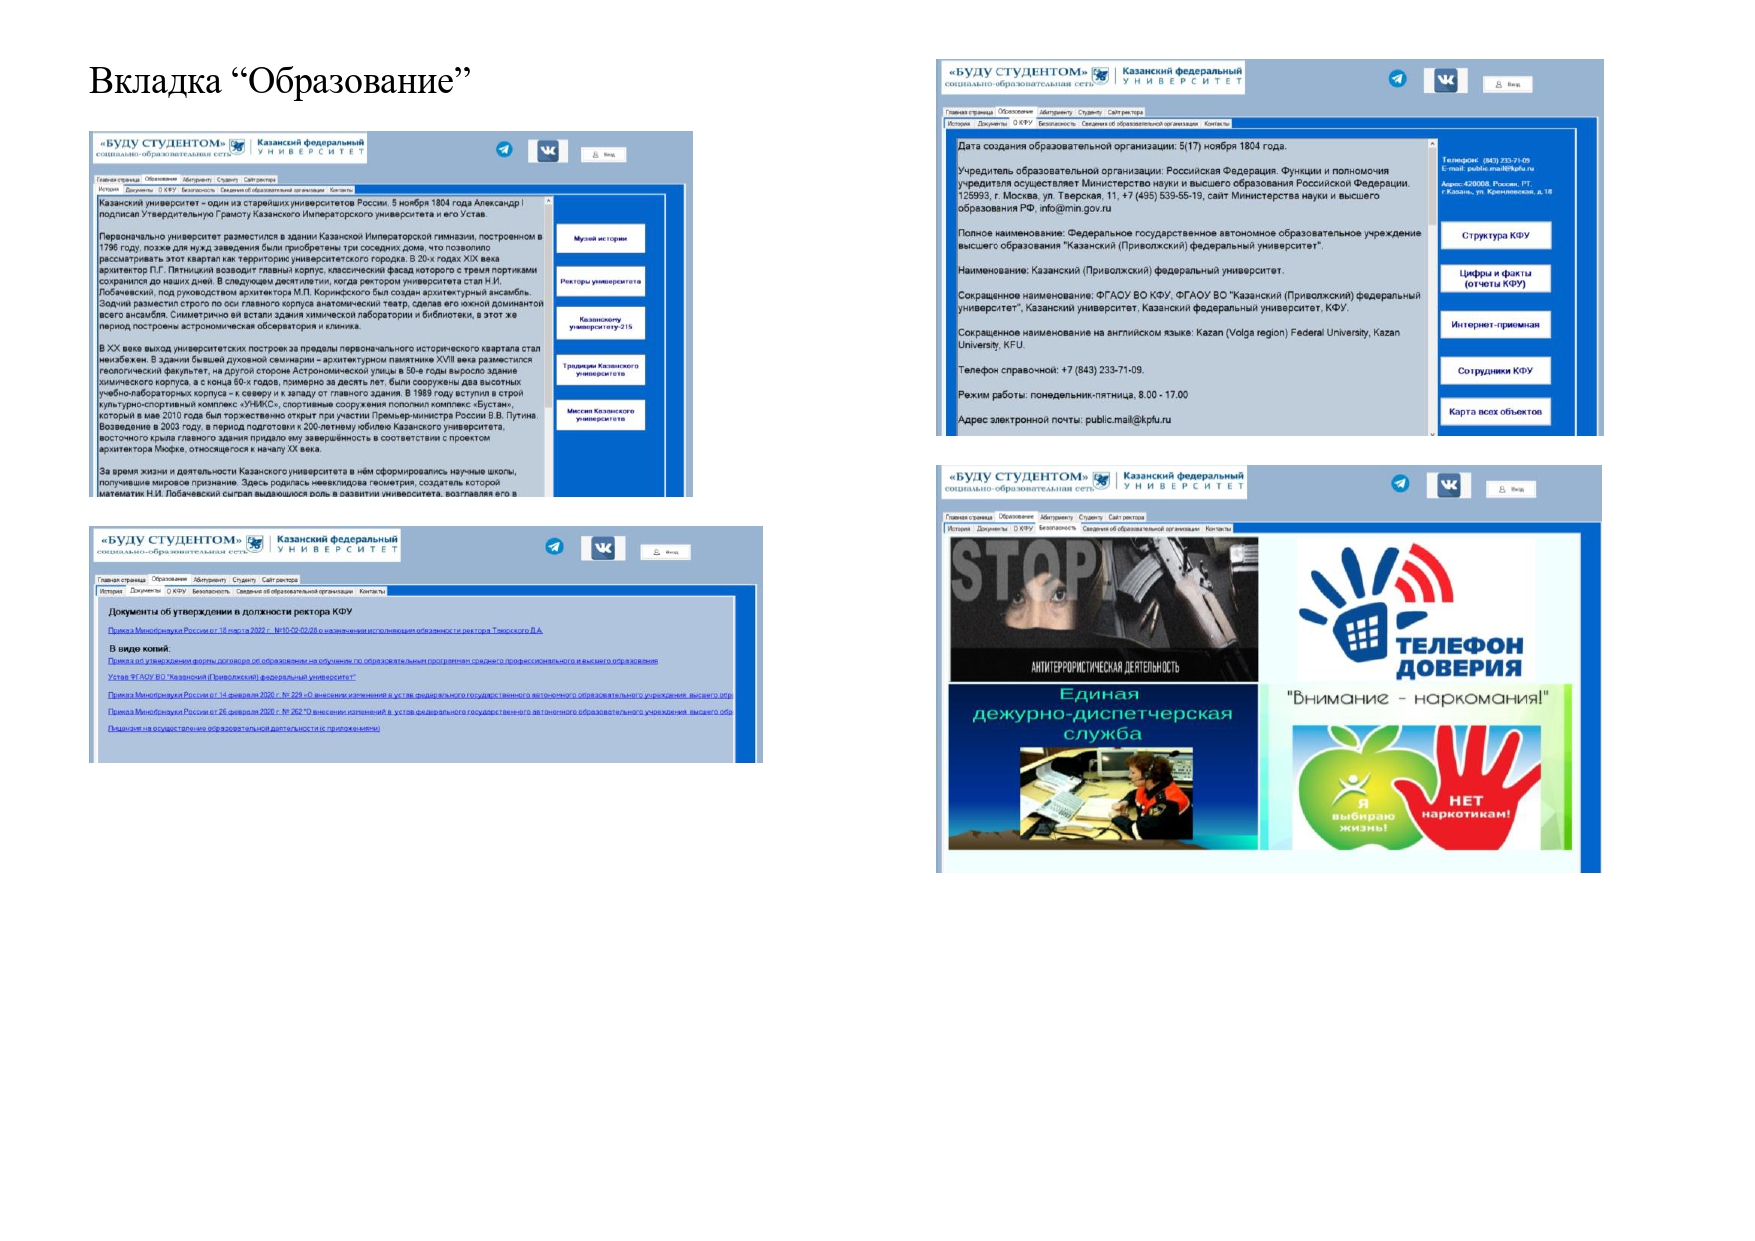 Вкладка “Образование”
«БУДУ СТУДЕНТОМ»
социально-образовательная сеть
Казанский федеральный
УНИВЕРСИТЕТ
Вход
Главная страница Образование Абитуриенту Студенту Сайт ректора
История Документы О КФУ Безопасность Сведения об образовательной организации Контакты
Казанский университет – один из старейших университетов России. 5 ноября 1804 года Александр I
подписал Утвердительную Грамоту Казанского Императорского университета и его Устав.
Первоначально университет разместился в здании Казанской Императорской гимназии, построенном в
1796 году, позже для нужд заведения были приобретены три соседних дома, что позволило
рассматривать этот квартал как территорию университетского городка. В 20-х годах XIX века
архитектор П.Г. Пятницкий возводит главный корпус, классический фасад которого с тремя портиками
сохранился до наших дней. В следующем десятилетии, когда ректором университета стал Н.И.
Лобачевский, под руководством архитектора М.П. Коринфского был создан архитектурный ансамбль.
Зодчий разместил строго по оси главного корпуса анатомический театр, сделав его южной доминантой
всего ансамбля. Симметрично ей встали здания химической лаборатории и библиотеки, в этот же
период построены астрономическая обсерватория и клиника.
В XX веке выход университетских построек за пределы первоначального исторического квартала стал
неизбежен. В здании бывшей духовной семинарии – архитектурном памятнике XVIII века разместился
геологический факультет, на другой стороне Астрономической улицы в 50-е годы выросло здание
химического корпуса, а с конца 60-х годов, примерно за десять лет, были сооружены два высотных
учебно-лабораторных корпуса – к северу и к западу от главного здания. В 1989 году вступил в строй
культурно-спортивный комплекс «УНИКС», спортивные сооружения пополнил комплекс «Бустан»,
который в мае 2010 года был торжественно открыт при участии Премьер-министра России В.В. Путина.
Возведение в 2003 году, в период подготовки к 200-летнему юбилею Казанского университета,
восточного крыла главного здания придало ему завершённость в соответствии с проектом
архитектора Мюфке, относящегося к началу XX века.
За время жизни и деятельности Казанского университета в нём сформировались научные школы,
получившие мировое признание. Здесь родилась неевклидова геометрия, создатель которой
математик Н.И. Лобачевский сыграл выдающуюся роль в развитии университета, возглавляя его в
Музей истории
Ректоры университета
Казанскому
университету-215
Традиции Казанского
университета
Миссия Казанского
университета
«БУДУ СТУДЕНТОМ»
социально-образовательная сеть
Казанский федеральный
УНИВЕРСИТЕТ
Вход
Главная страница Образование Абитуриенту Студенту Сайт ректора
История Документы О КФУ Безопасность Сведения об образовательной организации Контакты
Документы об утверждении в должности ректора КФУ
Приказ Минобрнауки России от 18 марта 2022 г. №10-02-02/28 о назначении исполняющим обязанности ректора Таюрского Д.А.
В виде копий:
Приказ об утверждении формы договора об образовании на обучение по образовательным программам среднего профессионального и высшего образования
Устав ФГАОУ ВО "Казанский (Приволжский) федеральный университет"
Приказ Минобрнауки России от 14 февраля 2020 г. № 229 «О внесении изменений в устав федерального государственного автономного образовательного учреждения высшего обр
Приказ Минобрнауки России от 26 февраля 2020 г. № 262 "О внесении изменений в устав федерального государственного автономного образовательного учреждения высшего обр
Лицензия на осуществление образовательной деятельности (с приложениями)
«БУДУ СТУДЕНТОМ»
социально-образовательная сеть
Казанский федеральный
УНИВЕРСИТЕТ
Вход
Главная страница Образование Абитуриенту Студенту Сайт ректора
История Документы О КФУ Безопасность Сведения об образовательной организации Контакты
Дата создания образовательной организации: 5(17) ноября 1804 года.
Учредитель образовательной организации: Российская Федерация. Функции и полномочия
учредителя осуществляет Министерство науки и высшего образования Российской Федерации.
125993, г. Москва, ул. Тверская, 11, +7 (495) 539-55-19, сайт Министерства науки и высшего
образования РФ, info@min.gov.ru
Полное наименование: Федеральное государственное автономное образовательное учреждение
высшего образования "Казанский (Приволжский) федеральный университет".
Наименование: Казанский (Приволжский) федеральный университет.
Сокращенное наименование: ФГАОУ ВО КФУ, ФГАОУ ВО "Казанский (Приволжский) федеральный
университет", Казанский университет, Казанский федеральный университет, КФУ.
Сокращенное наименование на английском языке: Kazan (Volga region) Federal University, Kazan
University, KFU.
Телефон справочной: +7 (843) 233-71-09.
Режим работы: понедельник-пятница, 8.00 - 17.00
Адрес электронной почты: public.mail@kpfu.ru
Телефон: (843) 233-71-09
E-mail: public.mail@kpfu.ru
Адрес: 420008, Россия, РТ,
г.Казань, ул. Кремлевская, д.18
Структура КФУ
Цифры и факты
(отчеты КФУ)
Интернет-приемная
Сотрудники КФУ
Карта всех объектов
«БУДУ СТУДЕНТОМ»
социально-образовательная сеть
Казанский федеральный
УНИВЕРСИТЕТ
Вход
Главная страница Образование Абитуриенту Студенту Сайт ректора
История Документы О КФУ Безопасность Сведения об образовательной организации Контакты
STOP!
АНТИТЕРРОРИСТИЧЕСКАЯ ДЕЯТЕЛЬНОСТЬ
ТЕЛЕФОН
ДОВЕРИЯ
Единая
дежурно-диспетчерская
служба
"Внимание - наркомания!"
Я
выбираю
жизнь!
НЕТ
наркотикам!